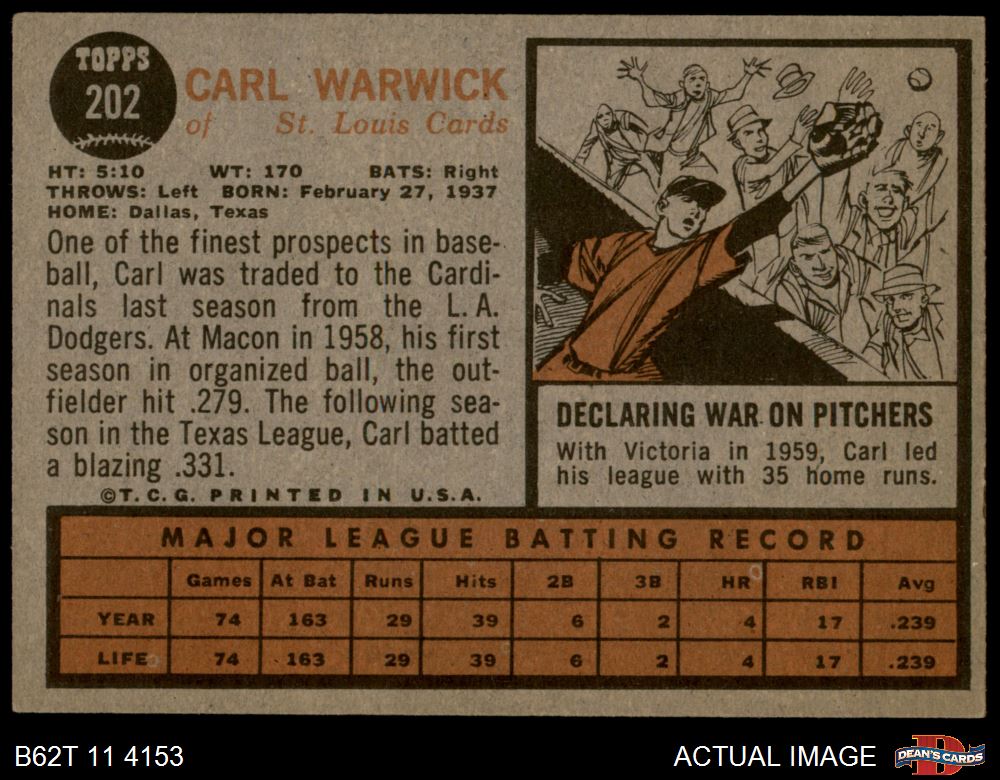 TOPPS
202
CARL WARWICK
of St. Louis Cards
HT: 5:10 WT: 170 BATS: Right
THROWS: Left BORN: February 27, 1937
HOME: Dallas, Texas
One of the finest prospects in base-
ball, Carl was traded to the Cardi-
nals last season from the L.A.
Dodgers. At Macon in 1958, his first
season in organized ball, the out-
fielder hit .279. The following sea-
son in the Texas League, Carl batted
a blazing .331.
©T.C.G. PRINTED IN U.S.A.
DECLARING WAR ON PITCHERS
With Victoria in 1959, Carl led
his league with 35 home runs.
MAJOR LEAGUE BATTING RECORD
Games At Bat Runs Hits 2B 3B HR RBI Avg
YEAR 74 163 29 39 6 2 4 17 .239
LIFE 74 163 29 39 6 2 4 17 .239
B62T 11 4153 ACTUAL IMAGE
DEAN'S CARDS